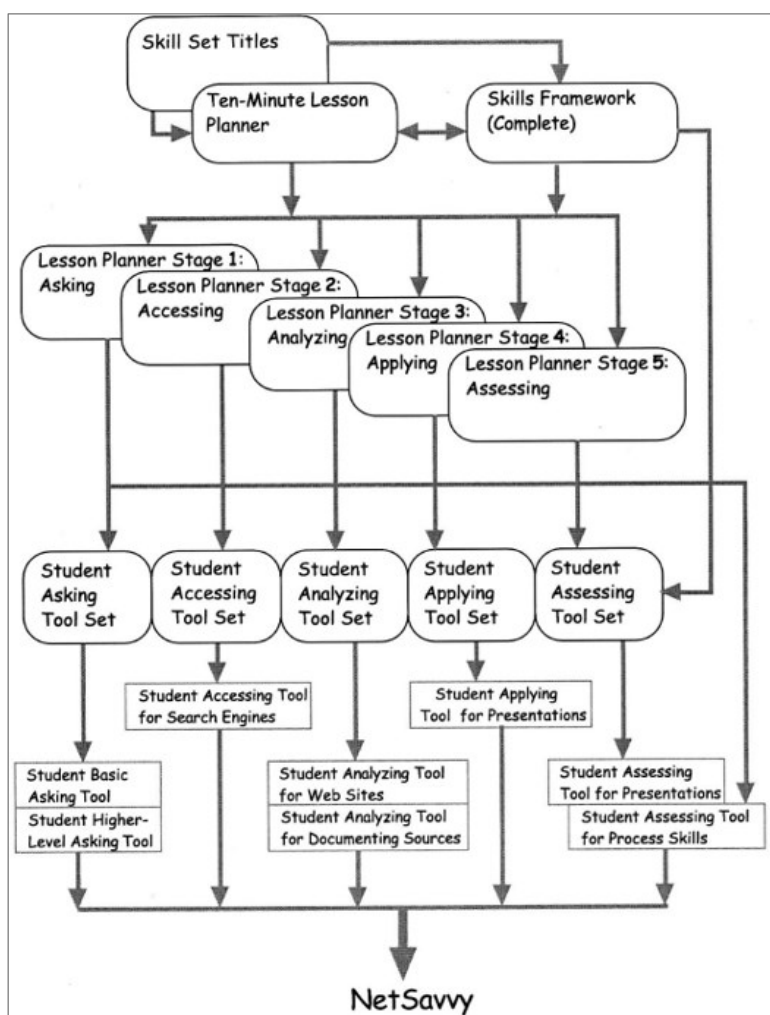 Skill Set Titles
Ten-Minute Lesson
Planner
Skills Framework
(Complete)
Lesson Planner Stage 1:
Asking
Lesson Planner Stage 2:
Accessing
Lesson Planner Stage 3:
Analyzing
Lesson Planner Stage 4:
Applying
Lesson Planner Stage 5:
Assessing
Student
Asking
Tool Set
Student
Accessing
Tool Set
Student
Analyzing
Tool Set
Student
Applying
Tool Set
Student
Assessing
Tool Set
Student Accessing Tool
for Search Engines
Student Applying
Tool for Presentations
Student Basic
Asking Tool
Student Higher-
Level Asking Tool
Student Analyzing Tool
for Web Sites
Student Analyzing Tool
for Documenting Sources
Student Assessing
Tool for Presentations
Student Assessing Tool
for Process Skills
NetSavvy